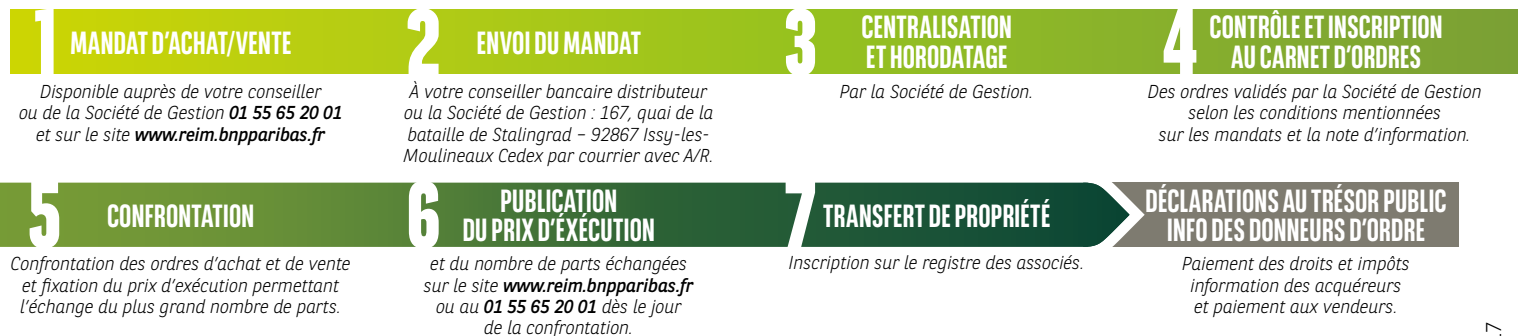 1 MANDAT D'ACHAT/VENTE
Disponible auprès de votre conseiller
ou de la Société de Gestion 01 55 65 20 01
et sur le site www.reim.bnpparibas.fr
2 ENVOI DU MANDAT
À votre conseiller bancaire distributeur
ou la Société de Gestion : 167, quai de la
bataille de Stalingrad – 92867 Issy-les-
Moulineaux Cedex par courrier avec A/R.
3 CENTRALISATION
ET HORODATAGE
Par la Société de Gestion.
4 CONTRÔLE ET INSCRIPTION
AU CARNET D'ORDRES
Des ordres validés par la Société de Gestion
selon les conditions mentionnées
sur les mandats et la note d'information.
5 CONFRONTATION
Confrontation des ordres d'achat et de vente
et fixation du prix d'exécution permettant
l'échange du plus grand nombre de parts.
6 PUBLICATION
DU PRIX D'ÉXÉCUTION
et du nombre de parts échangées
sur le site www.reim.bnpparibas.fr
ou au 01 55 65 20 01 dès le jour
de la confrontation.
7 TRANSFERT DE PROPRIÉTÉ
Inscription sur le registre des associés.
DÉCLARATIONS AU TRÉSOR PUBLIC
INFO DES DONNEURS D'ORDRE
Paiement des droits et impôts
information des acquéreurs
et paiement aux vendeurs.